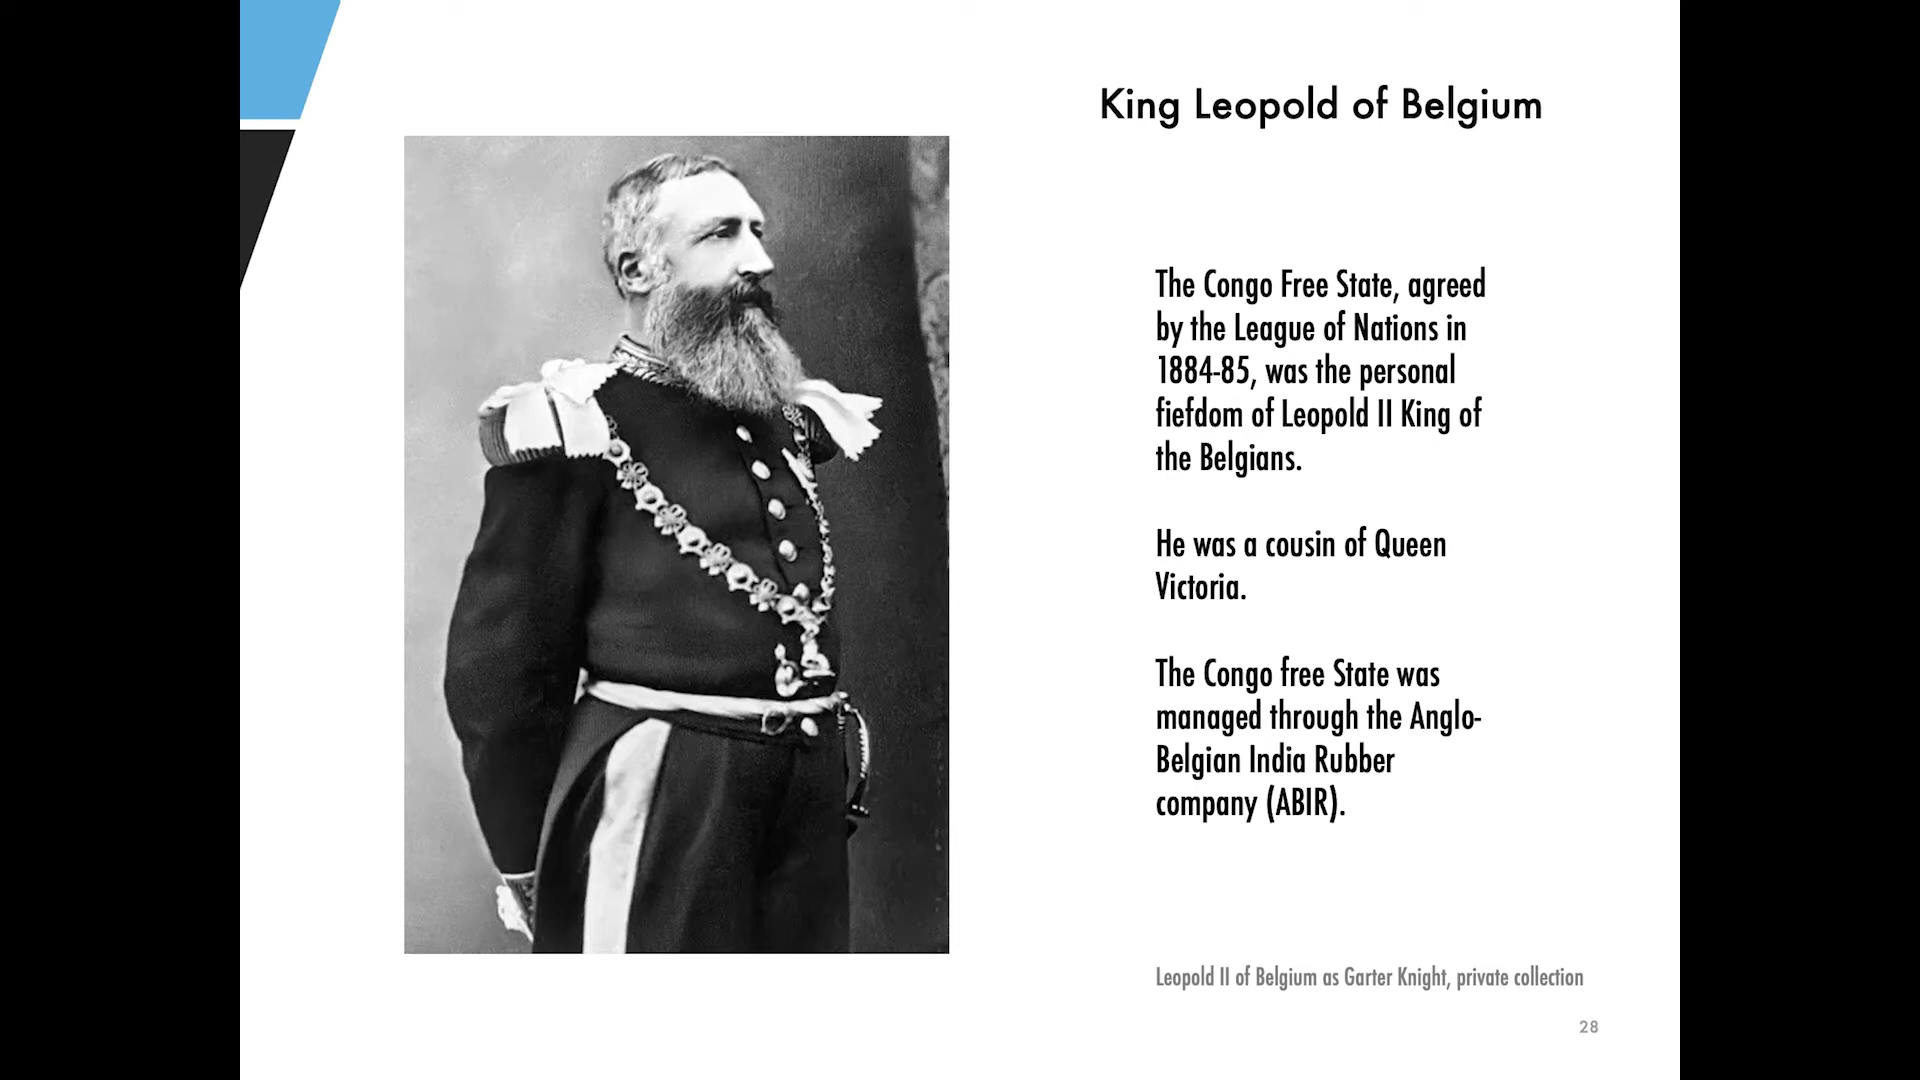 King Leopold of Belgium
The Congo Free State, agreed
by the League of Nations in
1884-85, was the personal
fiefdom of Leopold II King of
the Belgians.
He was a cousin of Queen
Victoria.
The Congo free State was
managed through the Anglo-
Belgian India Rubber
company (ABIR).
Leopold II of Belgium as Garter Knight, private collection
28